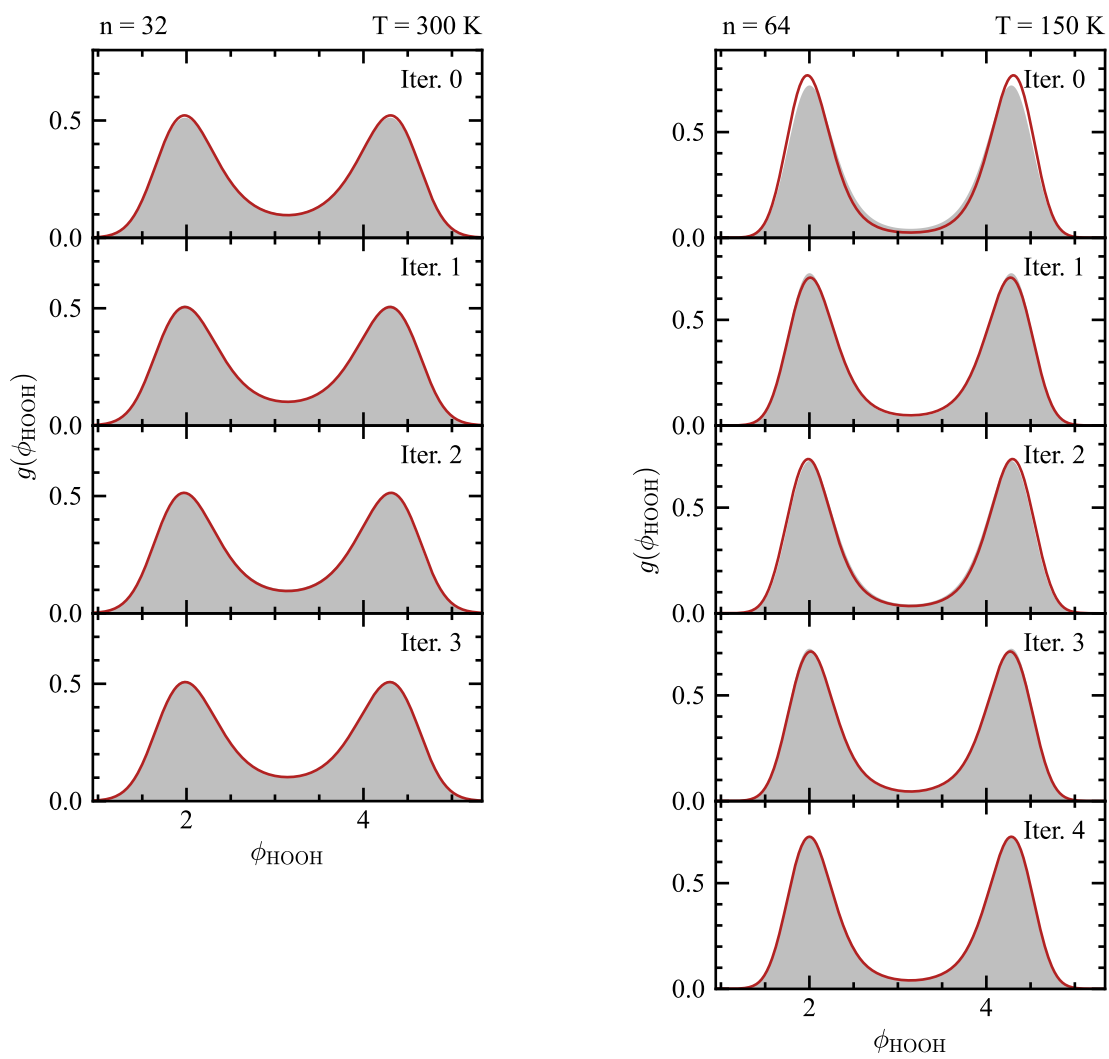 n = 32 T = 300 K
Iter. 0
0.5
0.0
Iter. 1
0.5
0.0
Iter. 2
0.5
0.0
Iter. 3
0.5
0.0
2 4
ϕHOOH
g(ϕHOOH)
n = 64 T = 150 K
Iter. 0
0.5
0.0
Iter. 1
0.5
0.0
Iter. 2
0.5
0.0
Iter. 3
0.5
0.0
Iter. 4
0.5
0.0
2 4
ϕHOOH
g(ϕHOOH)